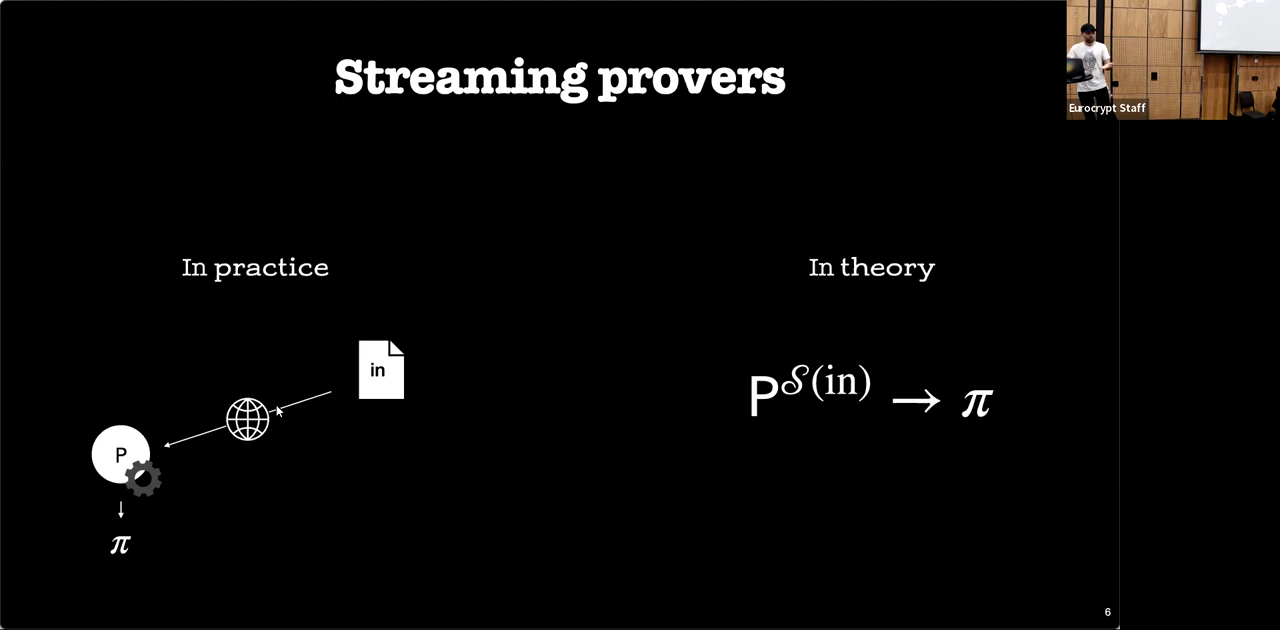 Streaming provers
Eurocrypt Staff
In practice
In theory
in
P
π
P^𝒮(in) → π
6